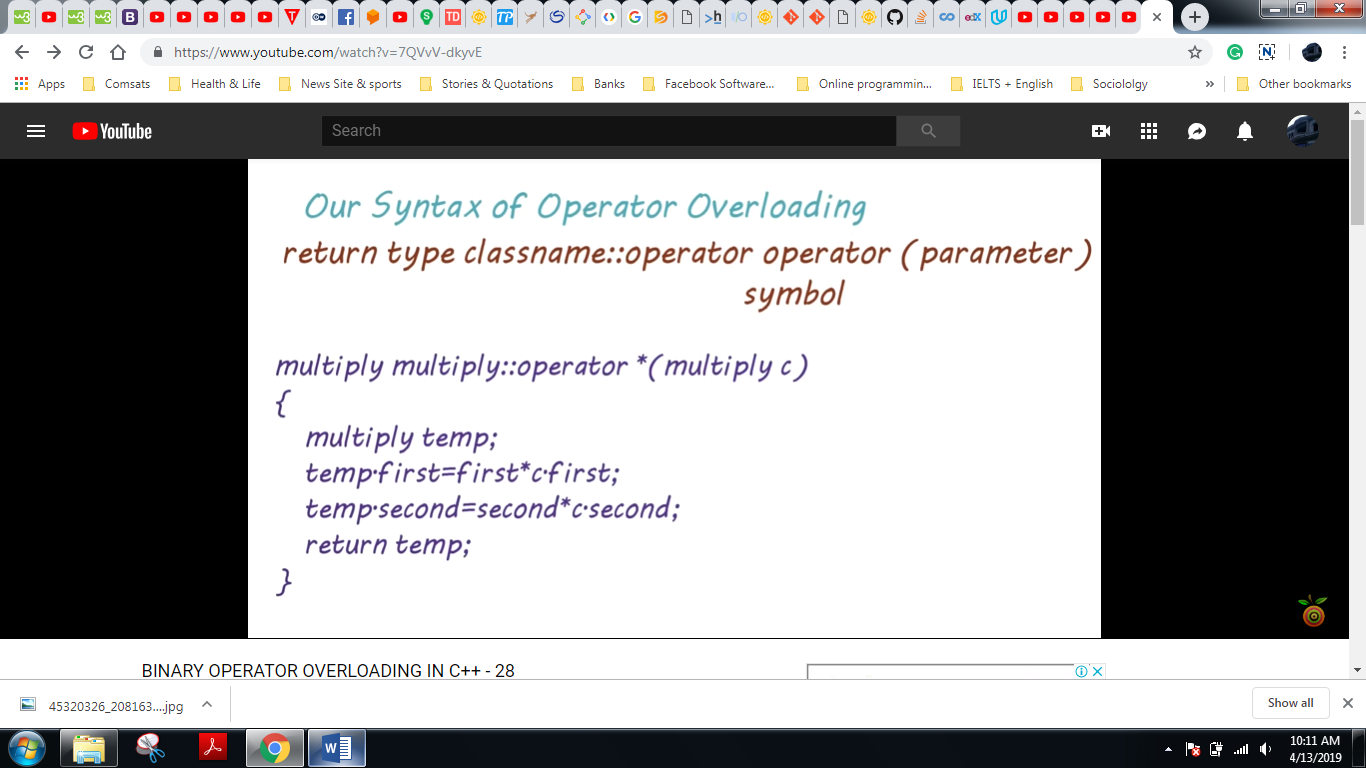 https://www.youtube.com/watch?v=7QVvV-dkyvE
Apps Comsats Health & Life News Site & sports Stories & Quotations Banks Facebook Software... Online programmin... IELTS + English Sociololgy » Other bookmarks
YouTube Search
Our Syntax of Operator Overloading
return type classname::operator operator ( parameter )
symbol
multiply multiply::operator *( multiply c )
{
multiply temp;
temp.first=first*c.first;
temp.second=second*c.second;
return temp;
}
BINARY OPERATOR OVERLOADING IN C++ - 28
45320326_208163....jpg Show all
10:11 AM
4/13/2019